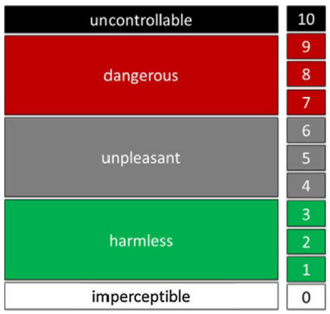 uncontrollable 10
9
dangerous 8
7
6
unpleasant 5
4
3
harmless 2
1
imperceptible 0